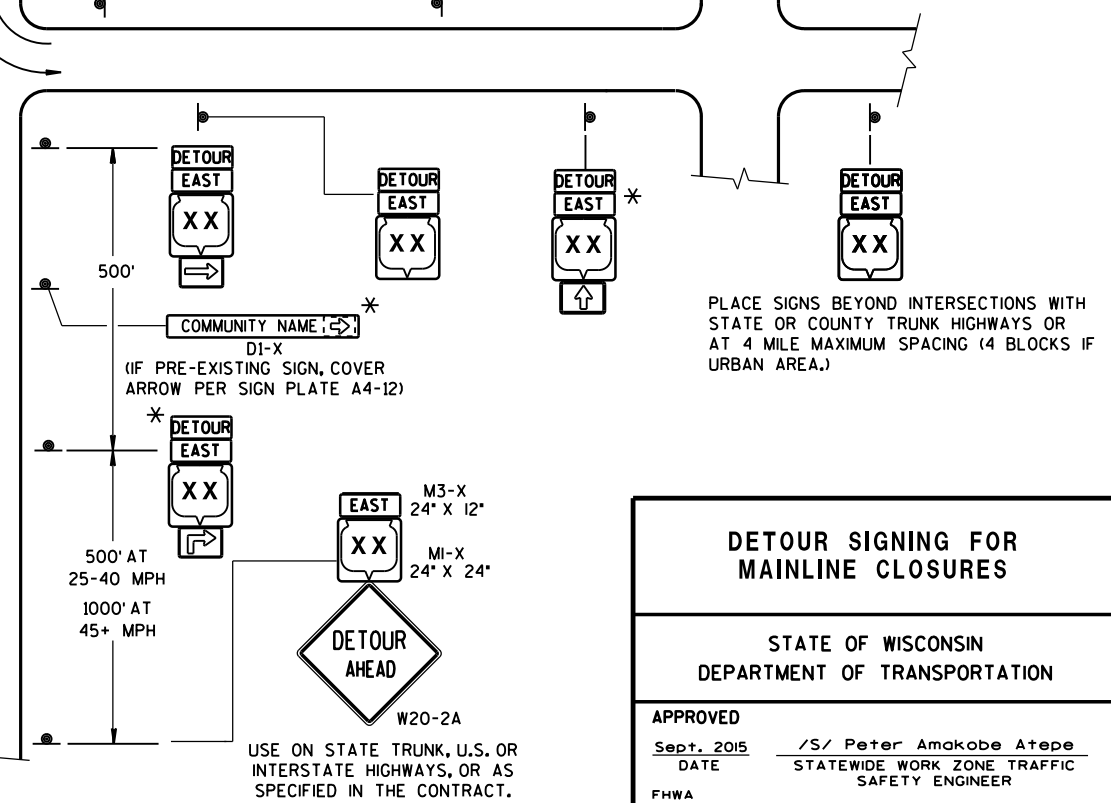 DETOUR
EAST
XX
DETOUR
EAST
XX
DETOUR
EAST
XX
DETOUR
EAST
XX
500'
COMMUNITY NAME
D1-X
(IF PRE-EXISTING SIGN, COVER
ARROW PER SIGN PLATE A4-12)
PLACE SIGNS BEYOND INTERSECTIONS WITH
STATE OR COUNTY TRUNK HIGHWAYS OR
AT 4 MILE MAXIMUM SPACING (4 BLOCKS IF
URBAN AREA.)
DETOUR
EAST
XX
500' AT
25-40 MPH
1000' AT
45+ MPH
EAST
XX
M3-X
24" X 12"
M1-X
24" X 24"
DETOUR
AHEAD
W20-2A
USE ON STATE TRUNK, U.S. OR
INTERSTATE HIGHWAYS, OR AS
SPECIFIED IN THE CONTRACT.
DETOUR SIGNING FOR
MAINLINE CLOSURES
STATE OF WISCONSIN
DEPARTMENT OF TRANSPORTATION
APPROVED
Sept. 2015 /S/ Peter Amakobe Atepe
DATE STATEWIDE WORK ZONE TRAFFIC
SAFETY ENGINEER
FHWA